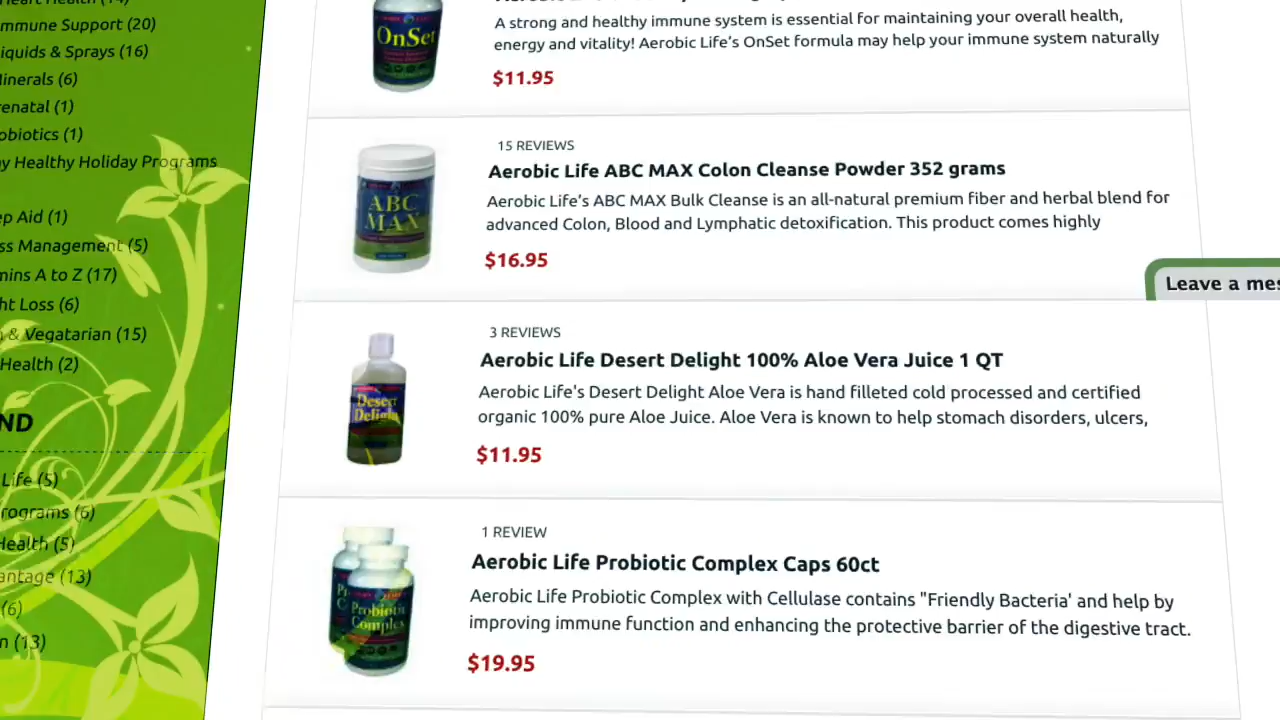 mmune Support (20)
iquids & Sprays (16)
inerals (6)
enatal (1)
obiotics (1)
y Healthy Holiday Programs
ep Aid (1)
ss Management (5)
mins A to Z (17)
ht Loss (6)
& Vegatarian (15)
Health (2)
ND
Life (5)
rograms (6)
Health (5)
antage (13)
(6)
n (13)
OnSet
A strong and healthy immune system is essential for maintaining your overall health,
energy and vitality! Aerobic Life's OnSet formula may help your immune system naturally
$11.95
ABC
MAX
15 REVIEWS
Aerobic Life ABC MAX Colon Cleanse Powder 352 grams
Aerobic Life's ABC MAX Bulk Cleanse is an all-natural premium fiber and herbal blend for
advanced Colon, Blood and Lymphatic detoxification. This product comes highly
$16.95
Leave a mes
Desert
Delight
3 REVIEWS
Aerobic Life Desert Delight 100% Aloe Vera Juice 1 QT
Aerobic Life's Desert Delight Aloe Vera is hand filleted cold processed and certified
organic 100% pure Aloe Juice. Aloe Vera is known to help stomach disorders, ulcers,
$11.95
Probiotic
Complex
1 REVIEW
Aerobic Life Probiotic Complex Caps 60ct
Aerobic Life Probiotic Complex with Cellulase contains "Friendly Bacteria' and help by
improving immune function and enhancing the protective barrier of the digestive tract.
$19.95